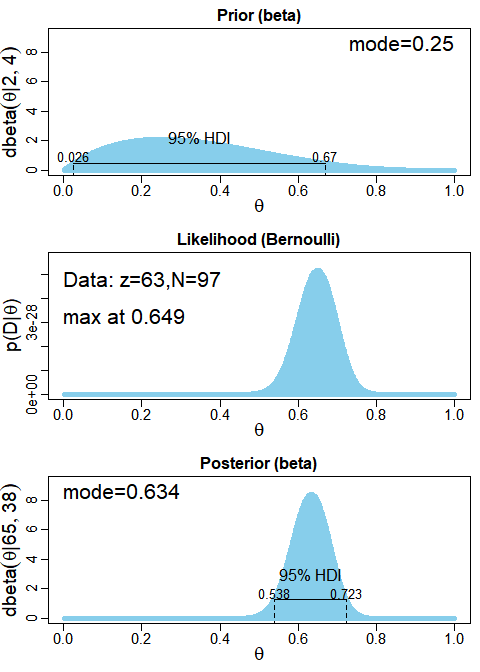 Prior (beta)
dbeta(θ|2, 4)
mode=0.25
95% HDI
0.026
0.67
0 2 4 6 8
0.0 0.2 0.4 0.6 0.8 1.0
θ
Likelihood (Bernoulli)
p(D|θ)
Data: z=63,N=97
max at 0.649
0e+00 3e-28
0.0 0.2 0.4 0.6 0.8 1.0
θ
Posterior (beta)
dbeta(θ|65, 38)
mode=0.634
95% HDI
0.538
0.723
0 2 4 6 8
0.0 0.2 0.4 0.6 0.8 1.0
θ